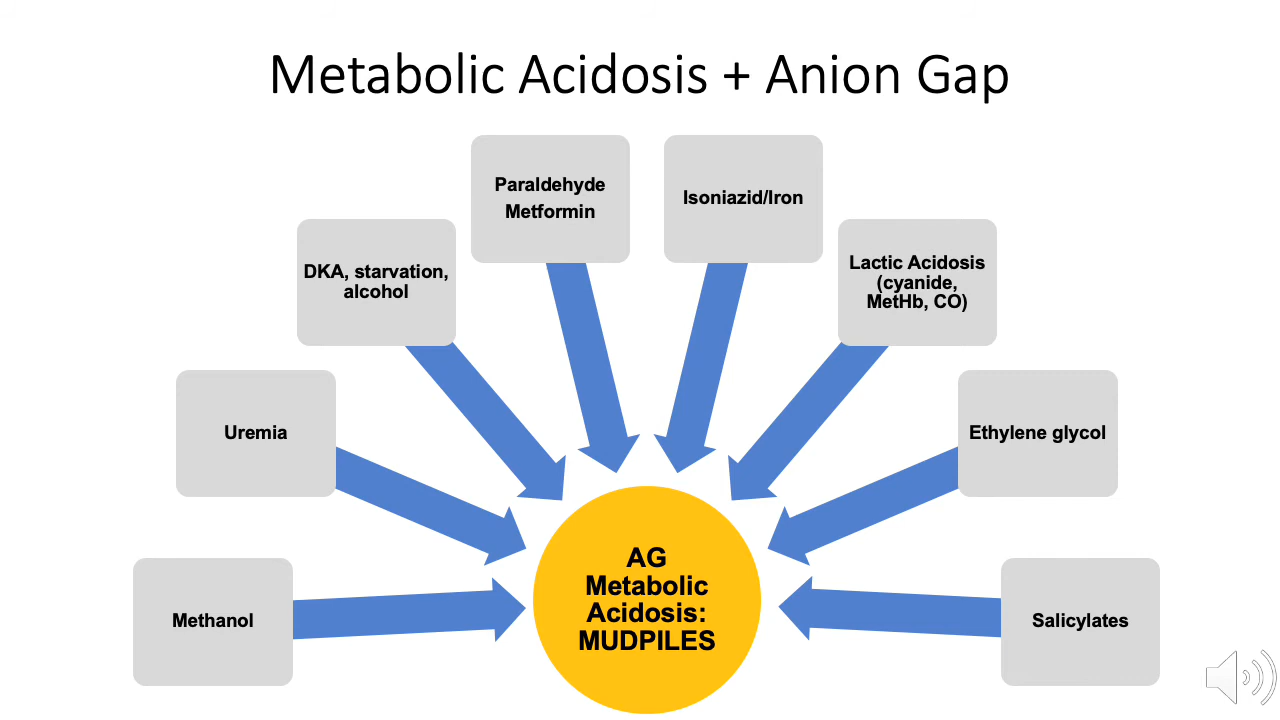 Metabolic Acidosis + Anion Gap
Paraldehyde
Metformin
Isoniazid/Iron
DKA, starvation,
alcohol
Lactic Acidosis
(cyanide,
MetHb, CO)
Uremia
Ethylene glycol
Methanol
AG
Metabolic
Acidosis:
MUDPILES
Salicylates